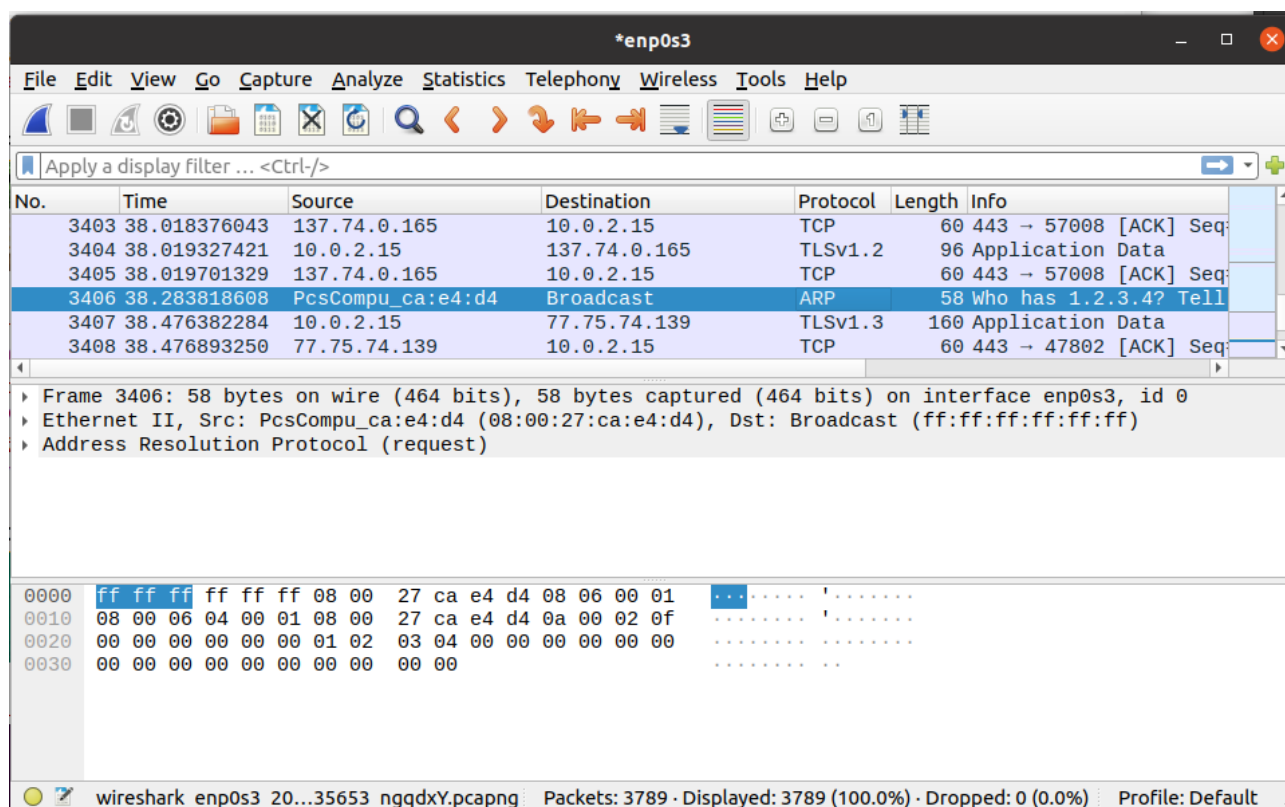 *enp0s3
File Edit View Go Capture Analyze Statistics Telephony Wireless Tools Help
Apply a display filter … <Ctrl-/>
No. Time Source Destination Protocol Length Info
3403 38.018376043 137.74.0.165 10.0.2.15 TCP 60 443 → 57008 [ACK] Seq=
3404 38.019327421 10.0.2.15 137.74.0.165 TLSv1.2 96 Application Data
3405 38.019701329 137.74.0.165 10.0.2.15 TCP 60 443 → 57008 [ACK] Seq=
3406 38.283818608 PcsCompu_ca:e4:d4 Broadcast ARP 58 Who has 1.2.3.4? Tell
3407 38.476382284 10.0.2.15 77.75.74.139 TLSv1.3 160 Application Data
3408 38.476893250 77.75.74.139 10.0.2.15 TCP 60 443 → 47802 [ACK] Seq=
Frame 3406: 58 bytes on wire (464 bits), 58 bytes captured (464 bits) on interface enp0s3, id 0
Ethernet II, Src: PcsCompu_ca:e4:d4 (08:00:27:ca:e4:d4), Dst: Broadcast (ff:ff:ff:ff:ff:ff)
Address Resolution Protocol (request)
0000 ff ff ff ff ff ff 08 00 27 ca e4 d4 08 06 00 01 ········ '·······
0010 08 00 06 04 00 01 08 00 27 ca e4 d4 0a 00 02 0f ········ '·······
0020 00 00 00 00 00 00 01 02 03 04 00 00 00 00 00 00 ········ ········
0030 00 00 00 00 00 00 00 00 00 00 ········ ··
wireshark_enp0s3_20…35653_nggdxY.pcapng Packets: 3789 · Displayed: 3789 (100.0%) · Dropped: 0 (0.0%) Profile: Default